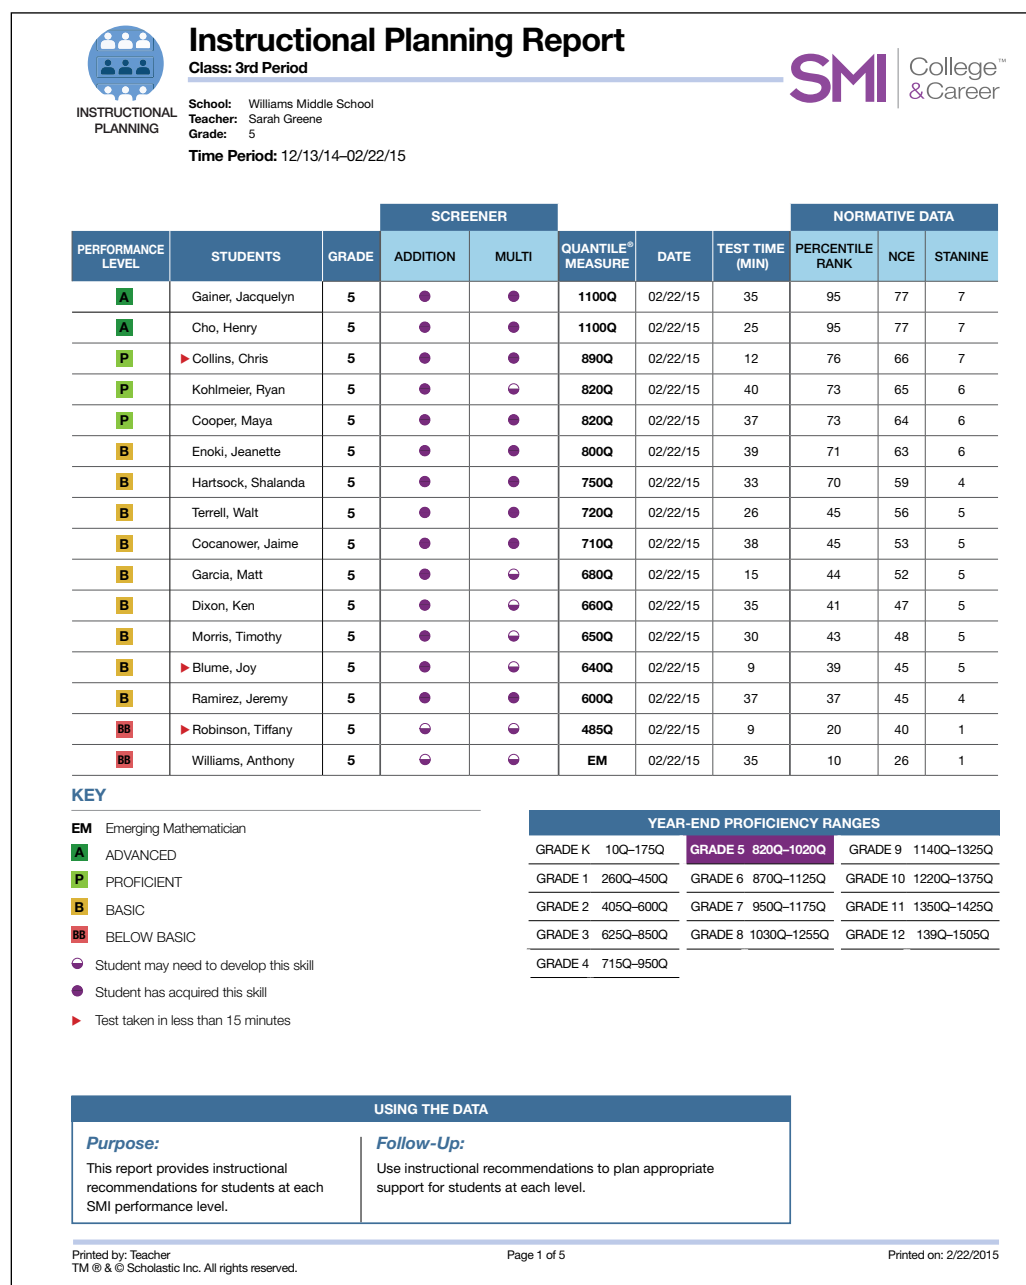 Instructional Planning Report
Class: 3rd Period
INSTRUCTIONAL
PLANNING
SMI College™
&Career
School: Williams Middle School
Teacher: Sarah Greene
Grade: 5
Time Period: 12/13/14–02/22/15
SCREENER NORMATIVE DATA
PERFORMANCE LEVEL STUDENTS GRADE ADDITION MULTI QUANTILE® MEASURE DATE TEST TIME (MIN) PERCENTILE RANK NCE STANINE
A Gainer, Jacquelyn 5 1100Q 02/22/15 35 95 77 7
A Cho, Henry 5 1100Q 02/22/15 25 95 77 7
P Collins, Chris 5 890Q 02/22/15 12 76 66 7
P Kohlmeier, Ryan 5 820Q 02/22/15 40 73 65 6
P Cooper, Maya 5 820Q 02/22/15 37 73 64 6
B Enoki, Jeanette 5 800Q 02/22/15 39 71 63 6
B Hartsock, Shalanda 5 750Q 02/22/15 33 70 59 4
B Terrell, Walt 5 720Q 02/22/15 26 45 56 5
B Cocanower, Jaime 5 710Q 02/22/15 38 45 53 5
B Garcia, Matt 5 680Q 02/22/15 15 44 52 5
B Dixon, Ken 5 660Q 02/22/15 35 41 47 5
B Morris, Timothy 5 650Q 02/22/15 30 43 48 5
B Blume, Joy 5 640Q 02/22/15 9 39 45 5
B Ramirez, Jeremy 5 600Q 02/22/15 37 37 45 4
BB Robinson, Tiffany 5 485Q 02/22/15 9 20 40 1
BB Williams, Anthony 5 EM 02/22/15 35 10 26 1
KEY
EM Emerging Mathematician
A ADVANCED
P PROFICIENT
B BASIC
BB BELOW BASIC
Student may need to develop this skill
Student has acquired this skill
Test taken in less than 15 minutes
YEAR-END PROFICIENCY RANGES
GRADE K 10Q–175Q GRADE 5 820Q–1020Q GRADE 9 1140Q–1325Q
GRADE 1 260Q–450Q GRADE 6 870Q–1125Q GRADE 10 1220Q–1375Q
GRADE 2 405Q–600Q GRADE 7 950Q–1175Q GRADE 11 1350Q–1425Q
GRADE 3 625Q–850Q GRADE 8 1030Q–1255Q GRADE 12 139Q–1505Q
GRADE 4 715Q–950Q
USING THE DATA
Purpose:
This report provides instructional
recommendations for students at each
SMI performance level.
Follow-Up:
Use instructional recommendations to plan appropriate
support for students at each level.
Printed by: Teacher Page 1 of 5 Printed on: 2/22/2015
TM ® & © Scholastic Inc. All rights reserved.